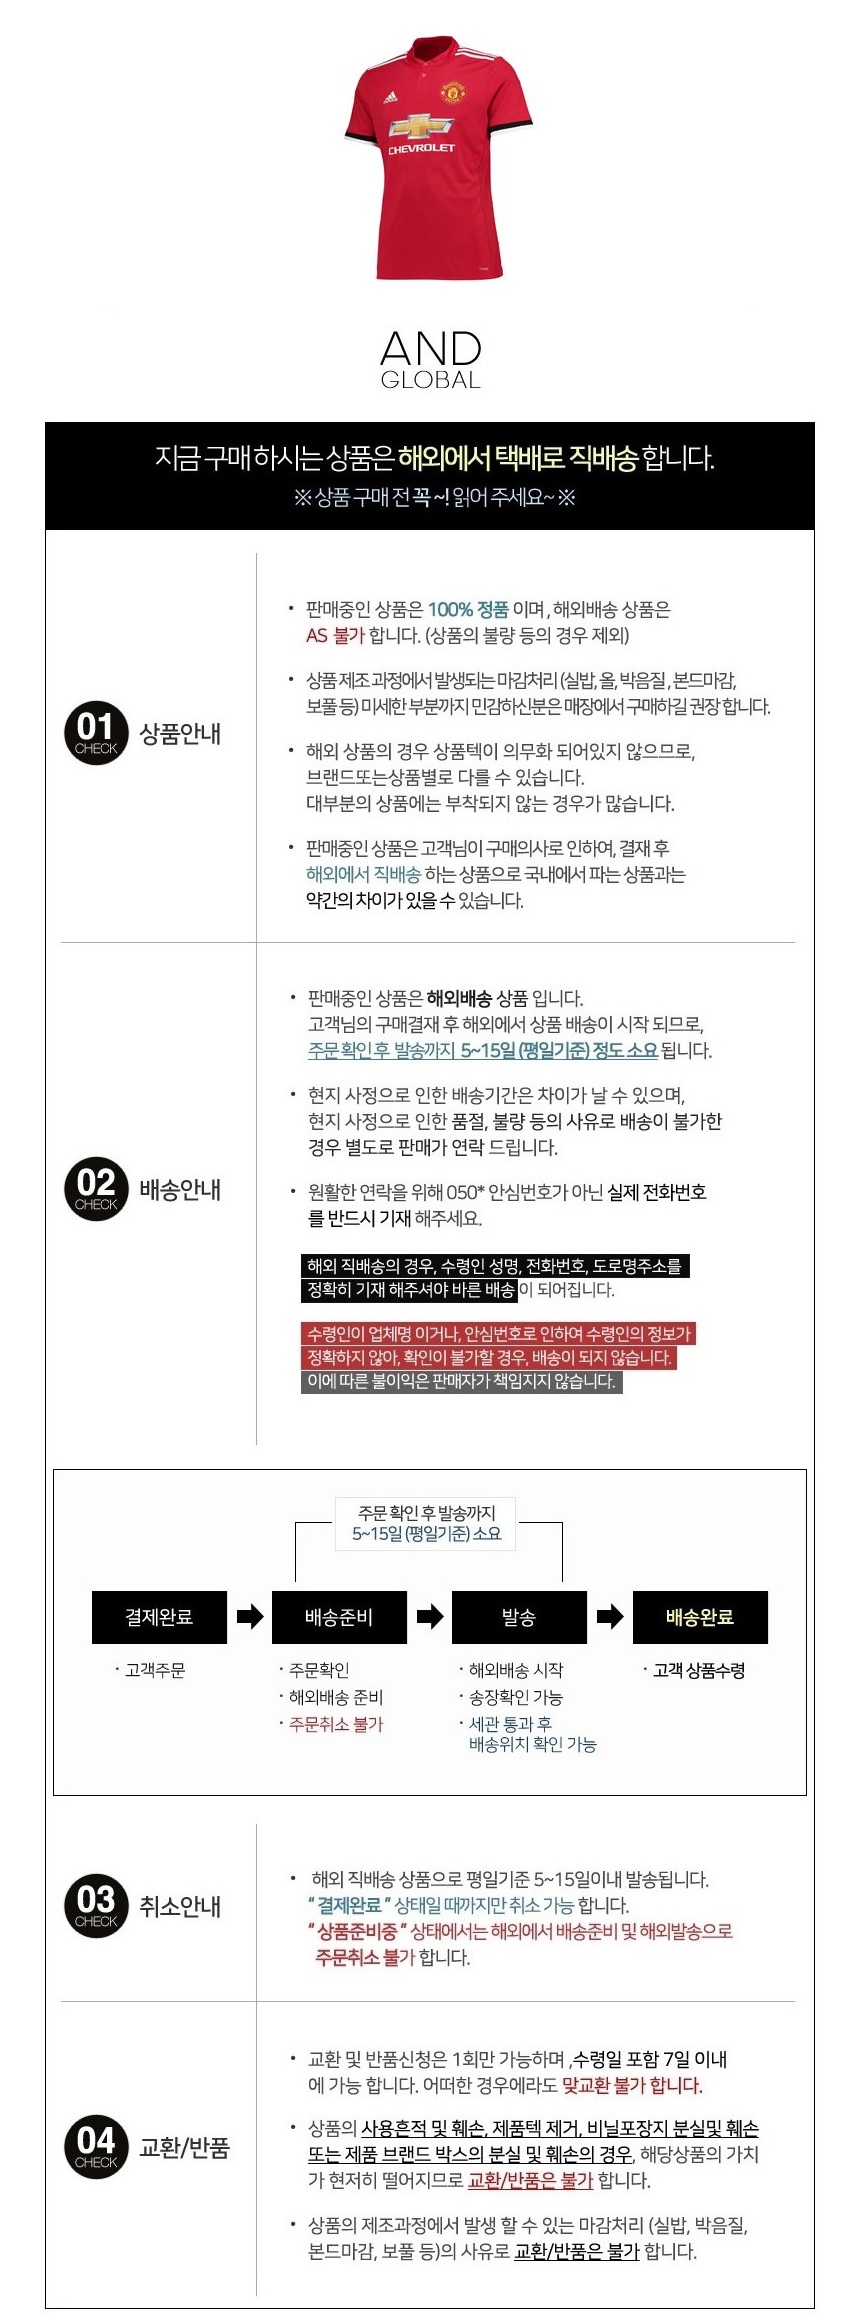 adidas
CHEVROLET
AND
GLOBAL
지금 구매 하시는 상품은 해외에서 택배로 직배송 합니다.
※ 상품 구매 전 꼭 ~! 읽어 주세요~ ※
01
CHECK
상품안내
• 판매중인 상품은 100% 정품 이며 , 해외배송 상품은
AS 불가 합니다. (상품의 불량 등의 경우 제외)
• 상품 제조 과정에서 발생되는 마감처리 (실밥, 올, 박음질 , 본드마감,
보풀 등) 미세한 부분까지 민감하신분은 매장에서 구매하길 권장 합니다.
• 해외 상품의 경우 상품텍이 의무화 되어있지 않으므로,
브랜드또는상품별로 다를 수 있습니다.
대부분의 상품에는 부착되지 않는 경우가 많습니다.
• 판매중인 상품은 고객님이 구매의사로 인하여, 결재 후
해외에서 직배송 하는 상품으로 국내에서 파는 상품과는
약간의 차이가 있을 수 있습니다.
02
CHECK
배송안내
• 판매중인 상품은 해외배송 상품 입니다.
고객님의 구매결재 후 해외에서 상품 배송이 시작 되므로,
주문 확인 후 발송까지 5~15일 (평일기준) 정도 소요 됩니다.
• 현지 사정으로 인한 배송기간은 차이가 날 수 있으며,
현지 사정으로 인한 품절, 불량 등의 사유로 배송이 불가한
경우 별도로 판매가 연락 드립니다.
• 원활한 연락을 위해 050* 안심번호가 아닌 실제 전화번호
를 반드시 기재 해주세요.
해외 직배송의 경우, 수령인 성명, 전화번호, 도로명주소를
정확히 기재 해주셔야 바른 배송이 되어집니다.
수령인이 업체명 이거나, 안심번호로 인하여 수령인의 정보가
정확하지 않아, 확인이 불가할 경우, 배송이 되지 않습니다.
이에 따른 불이익은 판매자가 책임지지 않습니다.
주문 확인 후 발송까지
5~15일 (평일기준) 소요
결제완료
· 고객주문
배송준비
· 주문확인
· 해외배송 준비
· 주문취소 불가
발송
· 해외배송 시작
· 송장확인 가능
· 세관 통과 후
배송위치 확인 가능
배송완료
· 고객 상품수령
03
CHECK
취소안내
• 해외 직배송 상품으로 평일기준 5~15일이내 발송됩니다.
“ 결제완료 ” 상태일 때까지만 취소 가능 합니다.
“ 상품준비중 ” 상태에서는 해외에서 배송준비 및 해외발송으로
주문취소 불가 합니다.
04
CHECK
교환/반품
• 교환 및 반품신청은 1회만 가능하며 ,수령일 포함 7일 이내
에 가능 합니다. 어떠한 경우에라도 맞교환 불가 합니다.
• 상품의 사용흔적 및 훼손, 제품텍 제거, 비닐포장지 분실및 훼손
또는 제품 브랜드 박스의 분실 및 훼손의 경우, 해당상품의 가치
가 현저히 떨어지므로 교환/반품은 불가 합니다.
• 상품의 제조과정에서 발생 할 수 있는 마감처리 (실밥, 박음질,
본드마감, 보풀 등)의 사유로 교환/반품은 불가 합니다.